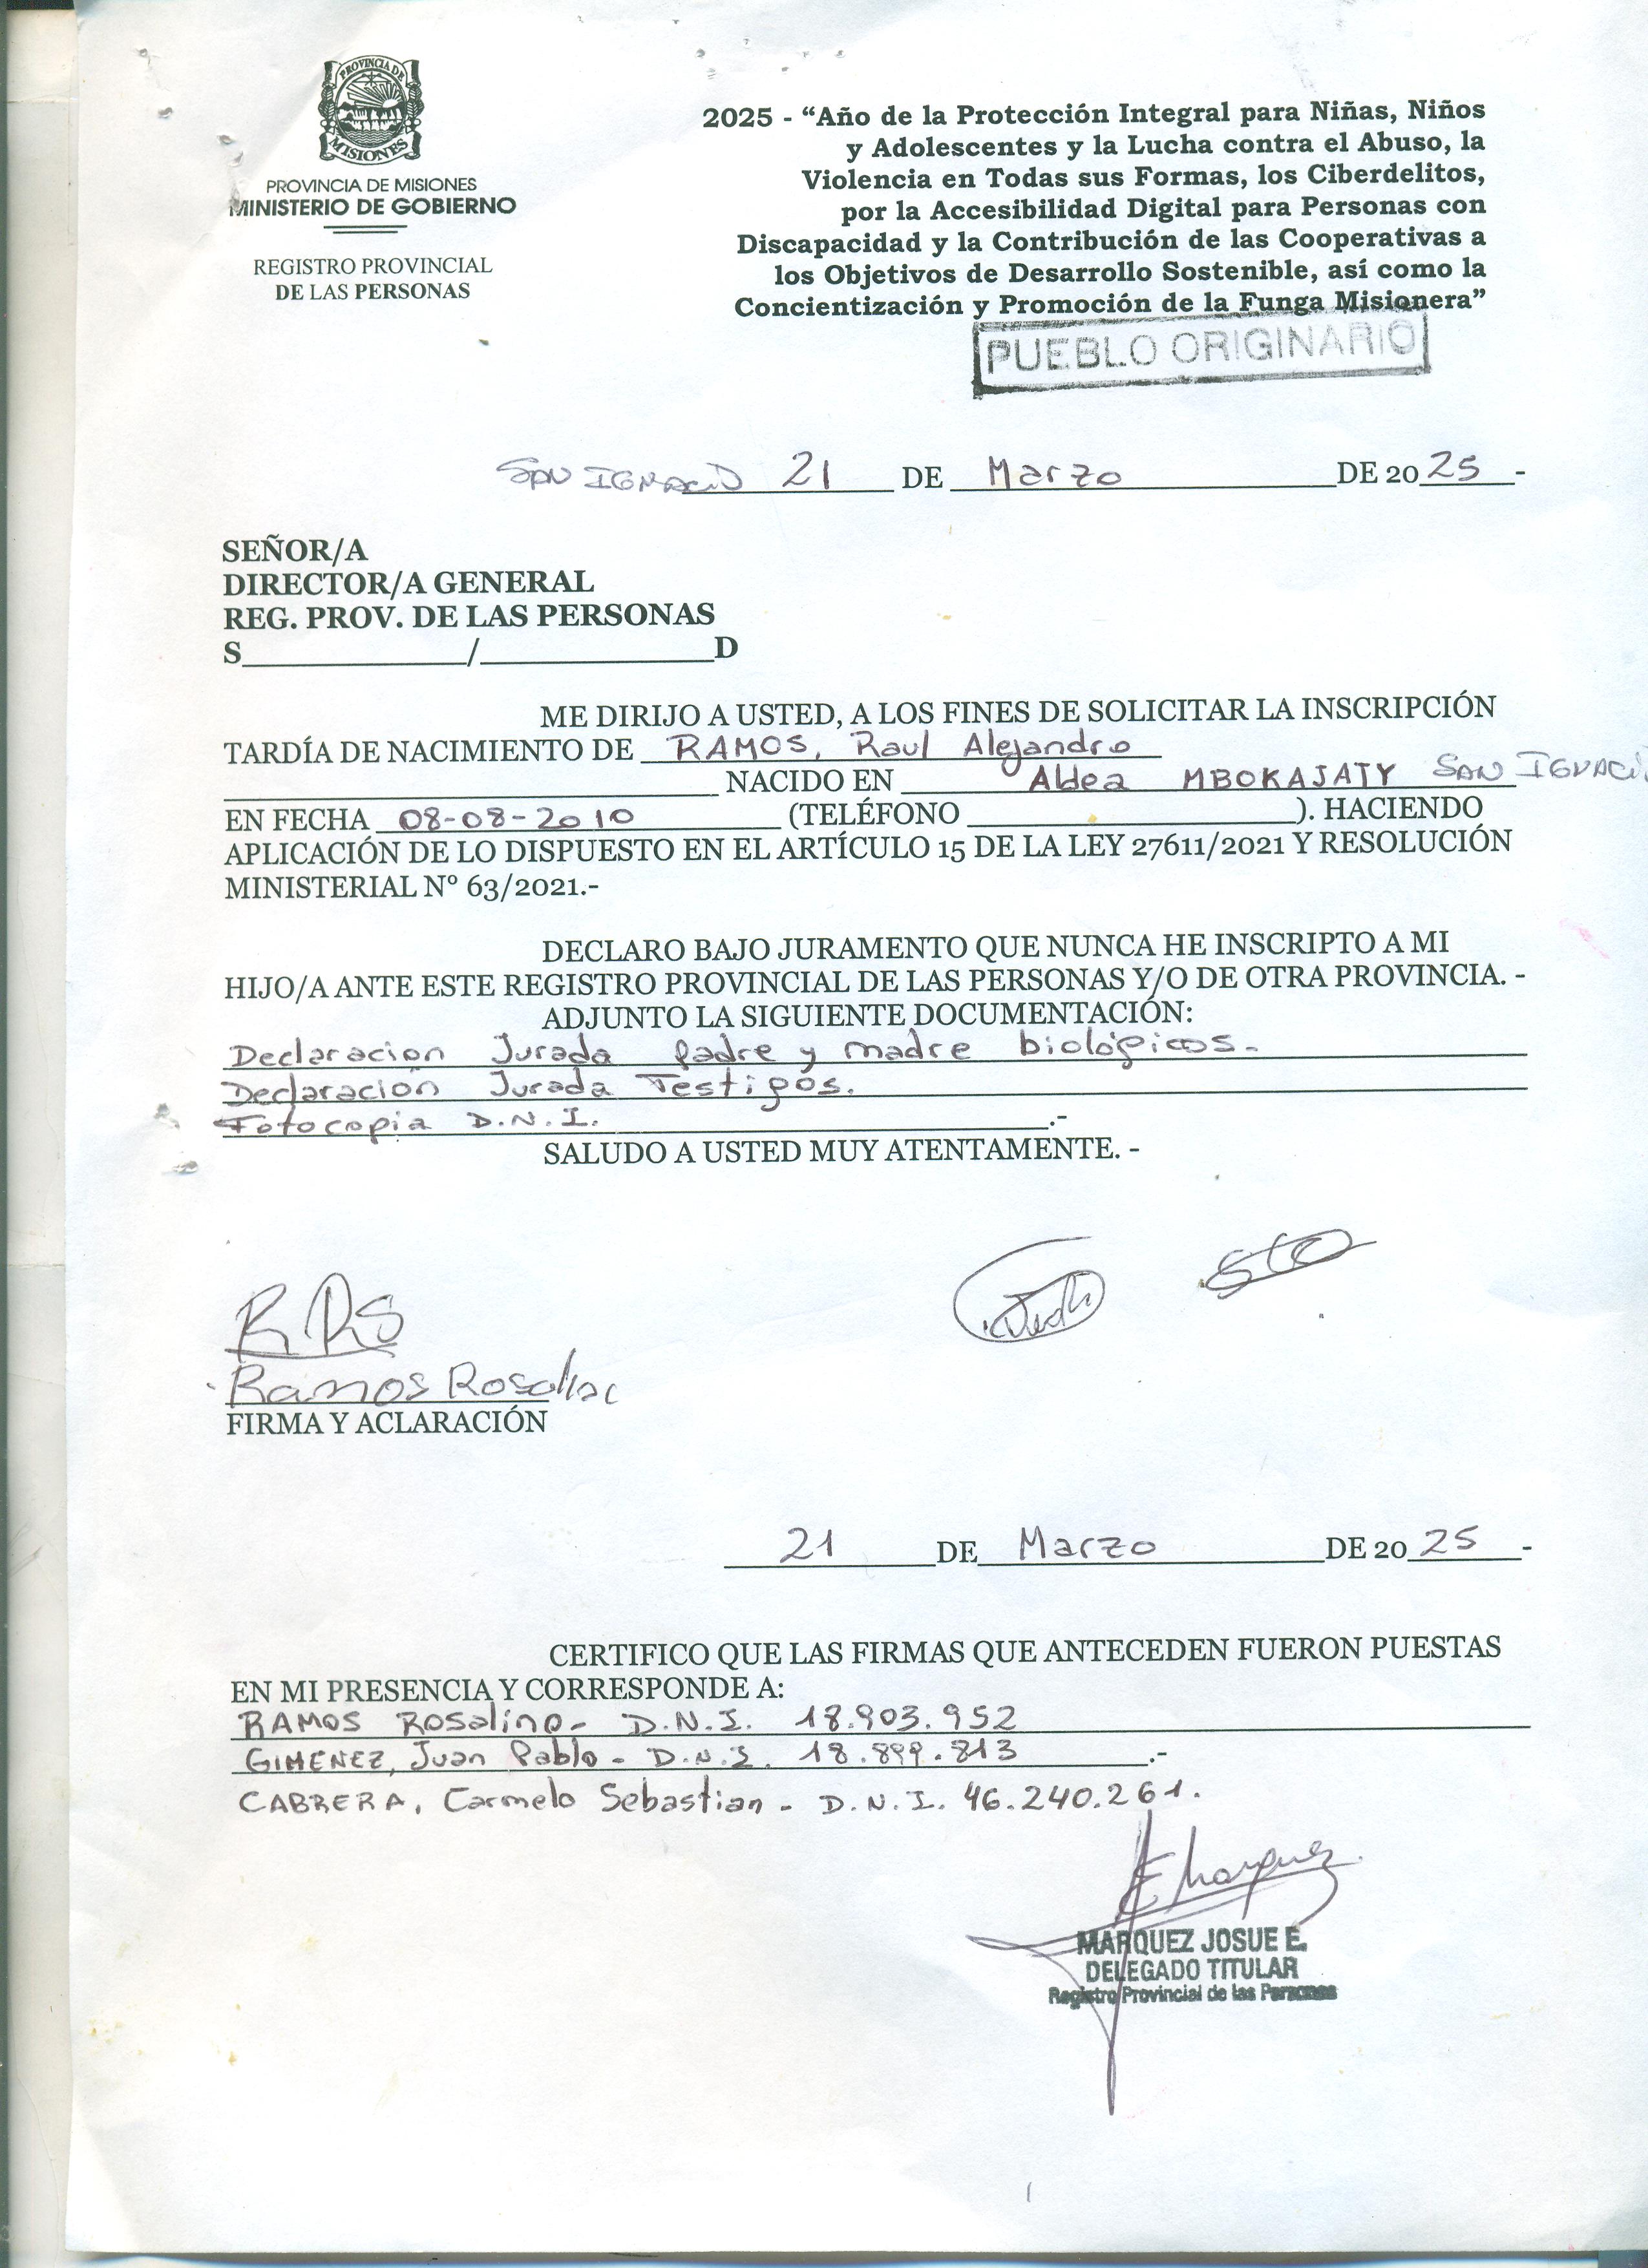 PROVINCIA DE
MISIONES
PROVINCIA DE MISIONES
MINISTERIO DE GOBIERNO
REGISTRO PROVINCIAL
DE LAS PERSONAS
2025 - “Año de la Protección Integral para Niñas, Niños
y Adolescentes y la Lucha contra el Abuso, la
Violencia en Todas sus Formas, los Ciberdelitos,
por la Accesibilidad Digital para Personas con
Discapacidad y la Contribución de las Cooperativas a
los Objetivos de Desarrollo Sostenible, así como la
Concientización y Promoción de la Funga Misionera”
PUEBLO ORIGINARIO
SAN IGNACIO 21 DE Marzo DE 2025-
SEÑOR/A
DIRECTOR/A GENERAL
REG. PROV. DE LAS PERSONAS
S____________/____________D
ME DIRIJO A USTED, A LOS FINES DE SOLICITAR LA INSCRIPCIÓN
TARDÍA DE NACIMIENTO DE RAMOS, Raul Alejandro
NACIDO EN Aldea MBOKAJATY SAN IGNACIO
EN FECHA 08-08-2010 (TELÉFONO ____________). HACIENDO
APLICACIÓN DE LO DISPUESTO EN EL ARTÍCULO 15 DE LA LEY 27611/2021 Y RESOLUCIÓN
MINISTERIAL N° 63/2021.-
DECLARO BAJO JURAMENTO QUE NUNCA HE INSCRIPTO A MI
HIJO/A ANTE ESTE REGISTRO PROVINCIAL DE LAS PERSONAS Y/O DE OTRA PROVINCIA. -
ADJUNTO LA SIGUIENTE DOCUMENTACIÓN:
Declaracion Jurada padre y madre biológicos.
Declaración Jurada Testigos.
Fotocopia D.N.I. .-
SALUDO A USTED MUY ATENTAMENTE. -
RRS
Ramos Rosalino
FIRMA Y ACLARACIÓN
21 DE Marzo DE 2025-
CERTIFICO QUE LAS FIRMAS QUE ANTECEDEN FUERON PUESTAS
EN MI PRESENCIA Y CORRESPONDE A:
RAMOS Rosalino- D.N.I. 18.903.952
GIMENEZ, Juan Pablo - D.N.I. 18.899.813 .-
CABRERA, Carmelo Sebastian - D.N.I. 46.240.261.
E Marquez
MARQUEZ JOSUE E.
DELEGADO TITULAR
Registro Provincial de las Personas